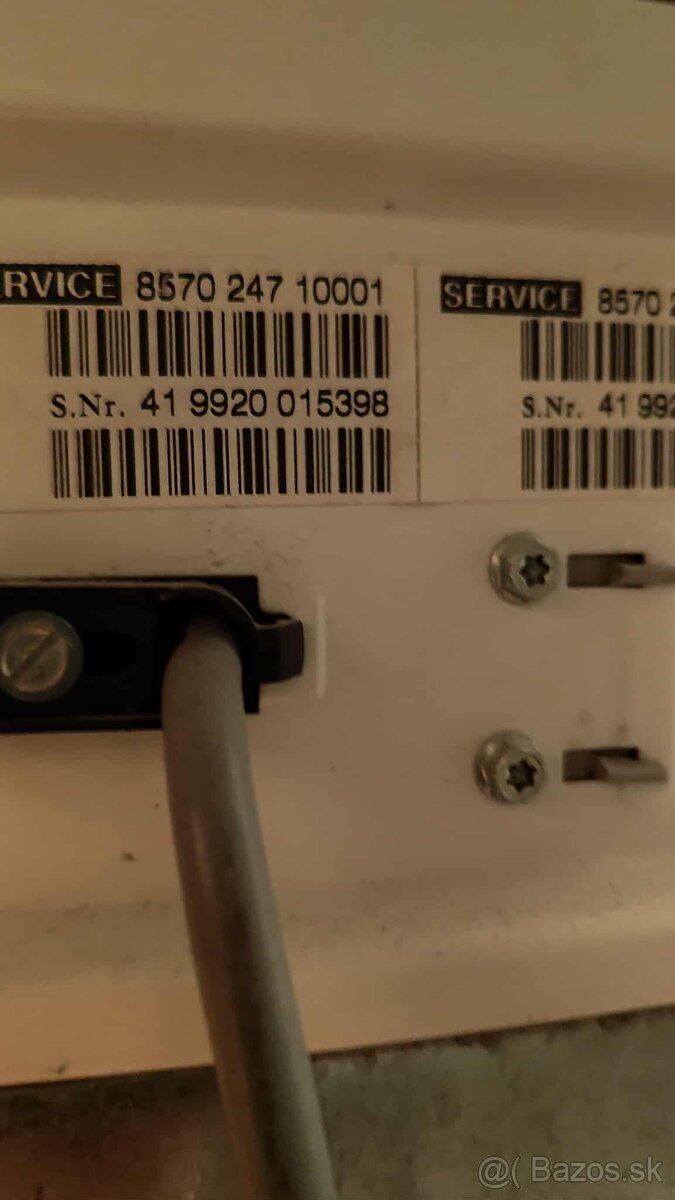 RVICE 8570 247 10001
S.Nr. 41 9920 015398
SERVICE 8570 2
S.Nr. 41 992
@( Bazos.sk